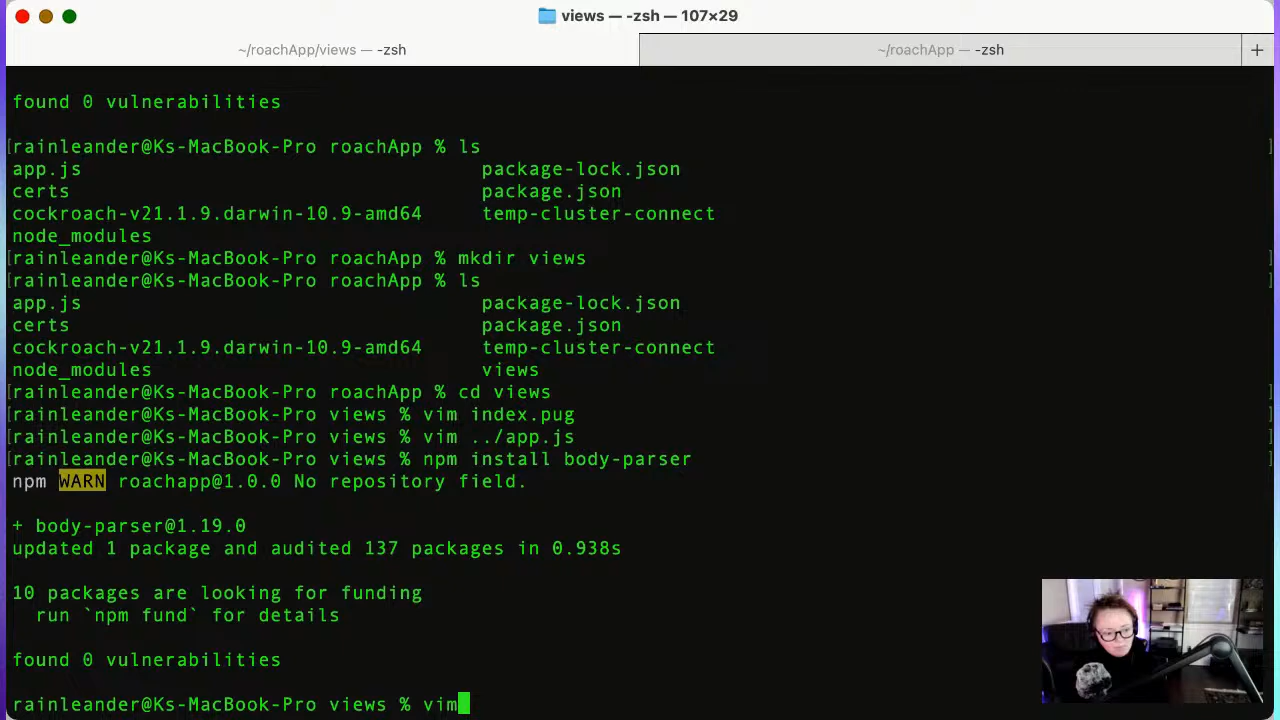 views — -zsh — 107×29
~/roachApp/views — -zsh
~/roachApp — -zsh
+
found 0 vulnerabilities
[rainleander@Ks-MacBook-Pro roachApp % ls ]
app.js package-lock.json
certs package.json
cockroach-v21.1.9.darwin-10.9-amd64 temp-cluster-connect
node_modules
[rainleander@Ks-MacBook-Pro roachApp % mkdir views ]
[rainleander@Ks-MacBook-Pro roachApp % ls ]
app.js package-lock.json
certs package.json
cockroach-v21.1.9.darwin-10.9-amd64 temp-cluster-connect
node_modules views
[rainleander@Ks-MacBook-Pro roachApp % cd views ]
[rainleander@Ks-MacBook-Pro views % vim index.pug ]
[rainleander@Ks-MacBook-Pro views % vim ../app.js ]
[rainleander@Ks-MacBook-Pro views % npm install body-parser ]
npm WARN roachapp@1.0.0 No repository field.
+ body-parser@1.19.0
updated 1 package and audited 137 packages in 0.938s
10 packages are looking for funding
run `npm fund` for details
found 0 vulnerabilities
rainleander@Ks-MacBook-Pro views % vim